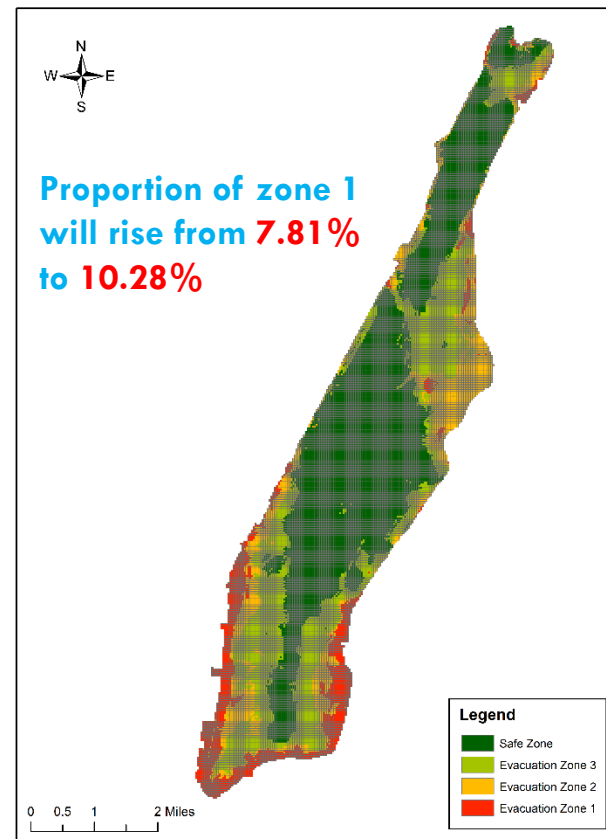 N
W E
S
Proportion of zone 1
will rise from 7.81%
to 10.28%
Legend
Safe Zone
Evacuation Zone 3
Evacuation Zone 2
Evacuation Zone 1
0 0.5 1 2 Miles